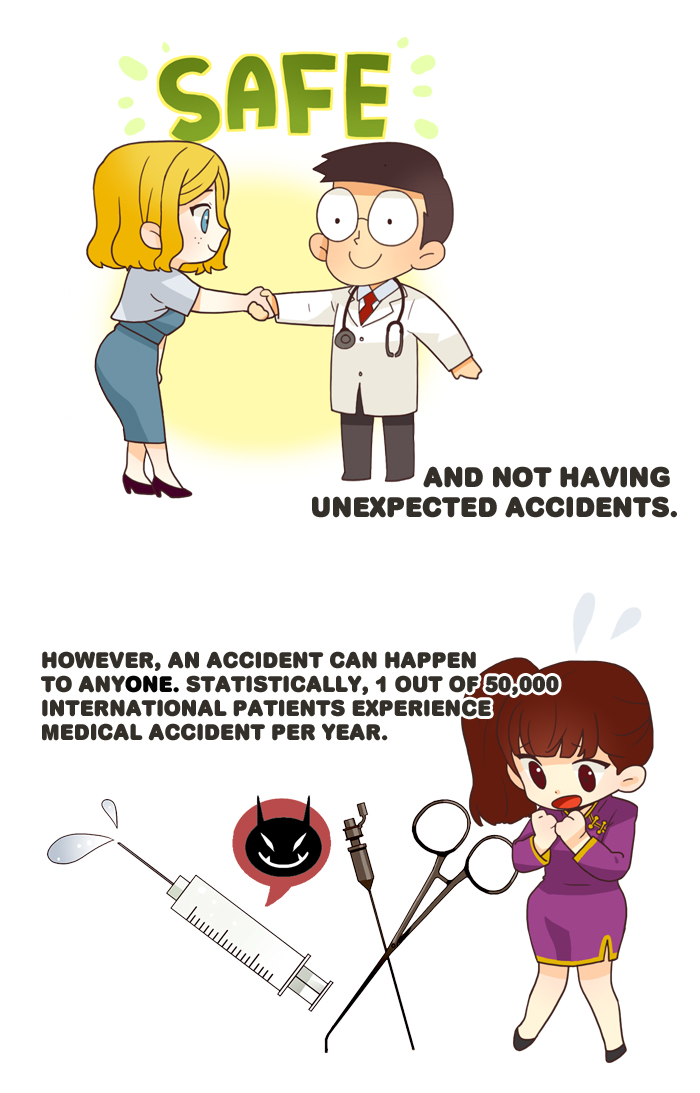 SAFE
AND NOT HAVING
UNEXPECTED ACCIDENTS.
HOWEVER, AN ACCIDENT CAN HAPPEN
TO ANYONE. STATISTICALLY, 1 OUT OF 50,000
INTERNATIONAL PATIENTS EXPERIENCE
MEDICAL ACCIDENT PER YEAR.